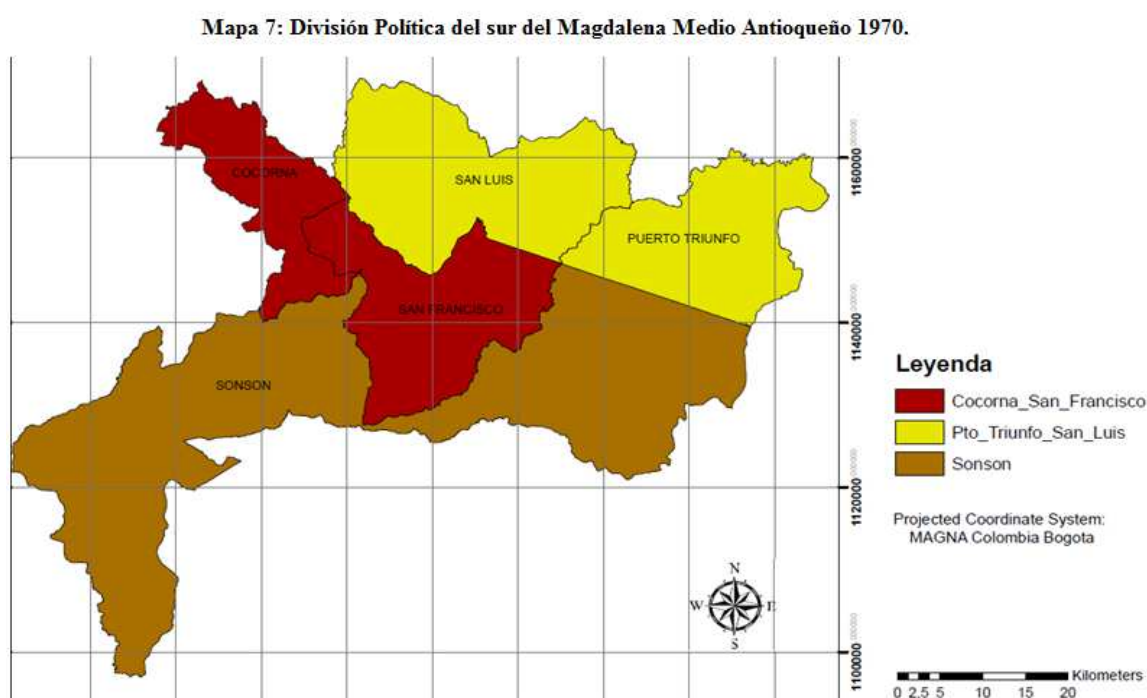 Mapa 7: División Política del sur del Magdalena Medio Antioqueño 1970.
COCORNA
SAN LUIS
PUERTO TRIUNFO
SAN FRANCISCO
SONSON
1160000
1140000
1120000
1100000
Leyenda
Cocorna_San_Francisco
Pto_Triunfo_San_Luis
Sonson
Projected Coordinate System:
MAGNA Colombia Bogota
N
W E
S
Kilometers
0 2,5 5 10 15 20